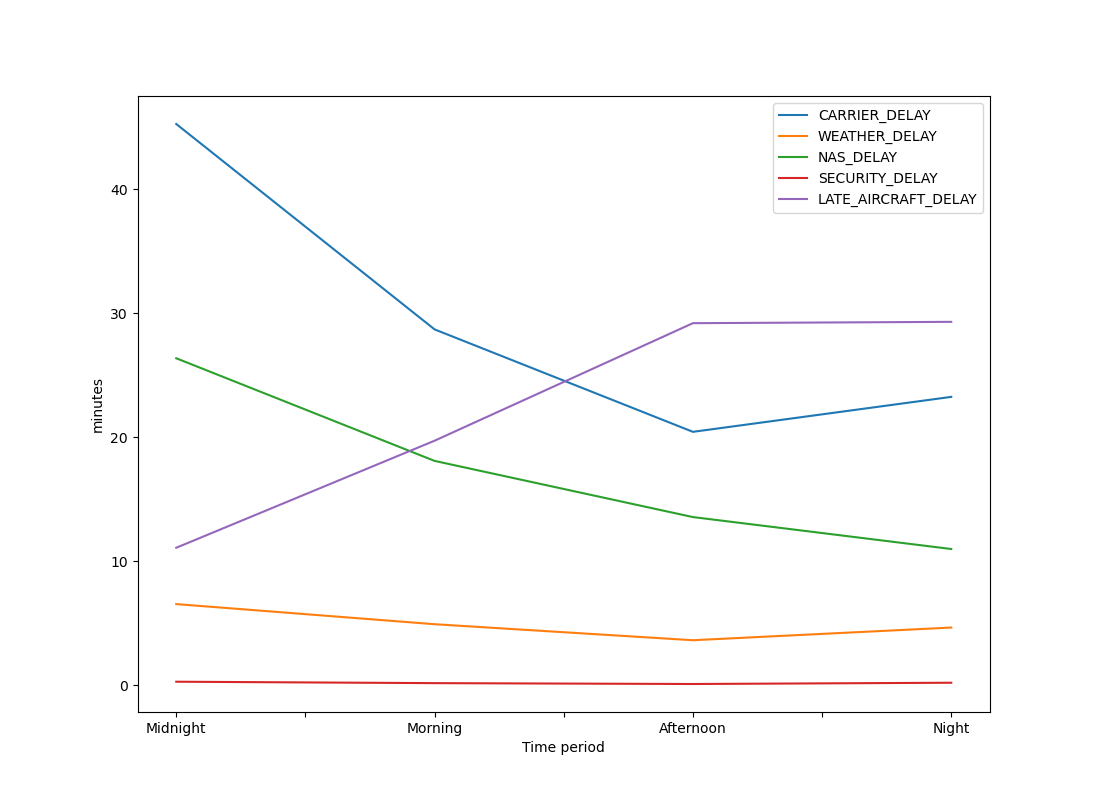 CARRIER_DELAY
WEATHER_DELAY
NAS_DELAY
SECURITY_DELAY
LATE_AIRCRAFT_DELAY
40
30
20
10
0
minutes
Midnight Morning Afternoon Night
Time period